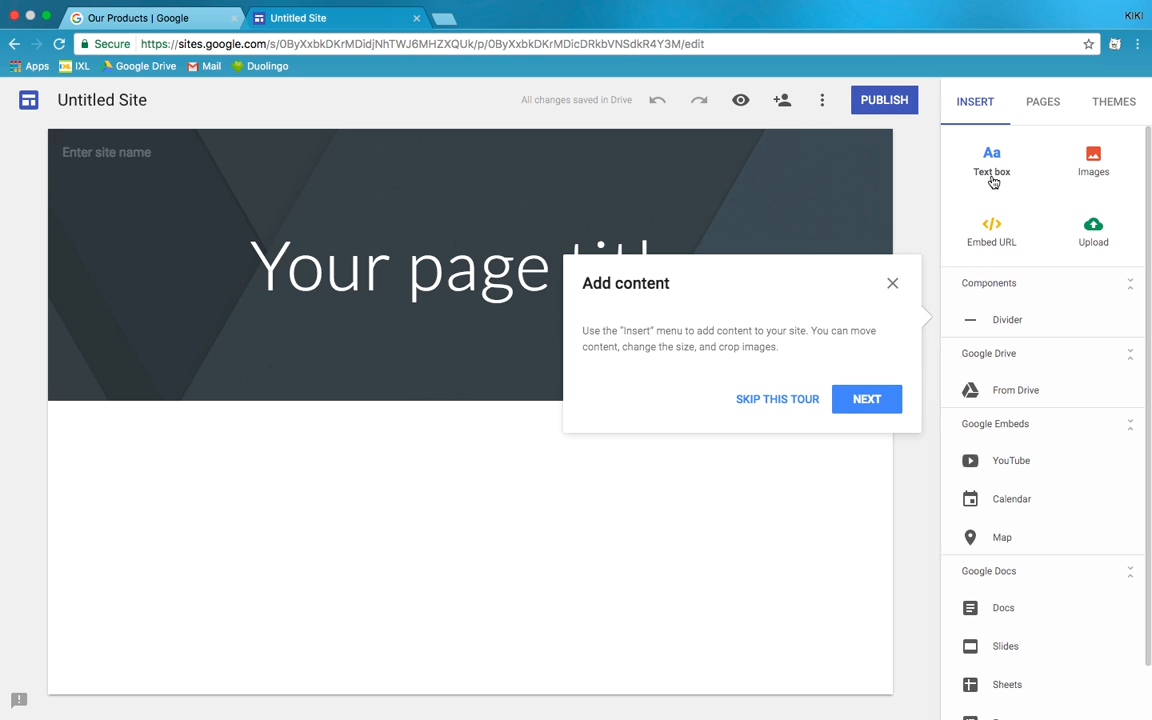 Our Products | Google
Untitled Site
KIKI
Secure https://sites.google.com/s/0ByXxbkDKrMDidjNhTWJ6MHZXQUk/p/0ByXxbkDKrMDicDRkbVNSdkR4Y3M/edit
Apps IXL Google Drive Mail Duolingo
Untitled Site
All changes saved in Drive
PUBLISH
INSERT PAGES THEMES
Enter site name
Your page
Aa
Text box
Images
Embed URL
Upload
Add content
Use the "Insert" menu to add content to your site. You can move
content, change the size, and crop images.
SKIP THIS TOUR
NEXT
Components
Divider
Google Drive
From Drive
Google Embeds
YouTube
Calendar
Map
Google Docs
Docs
Slides
Sheets